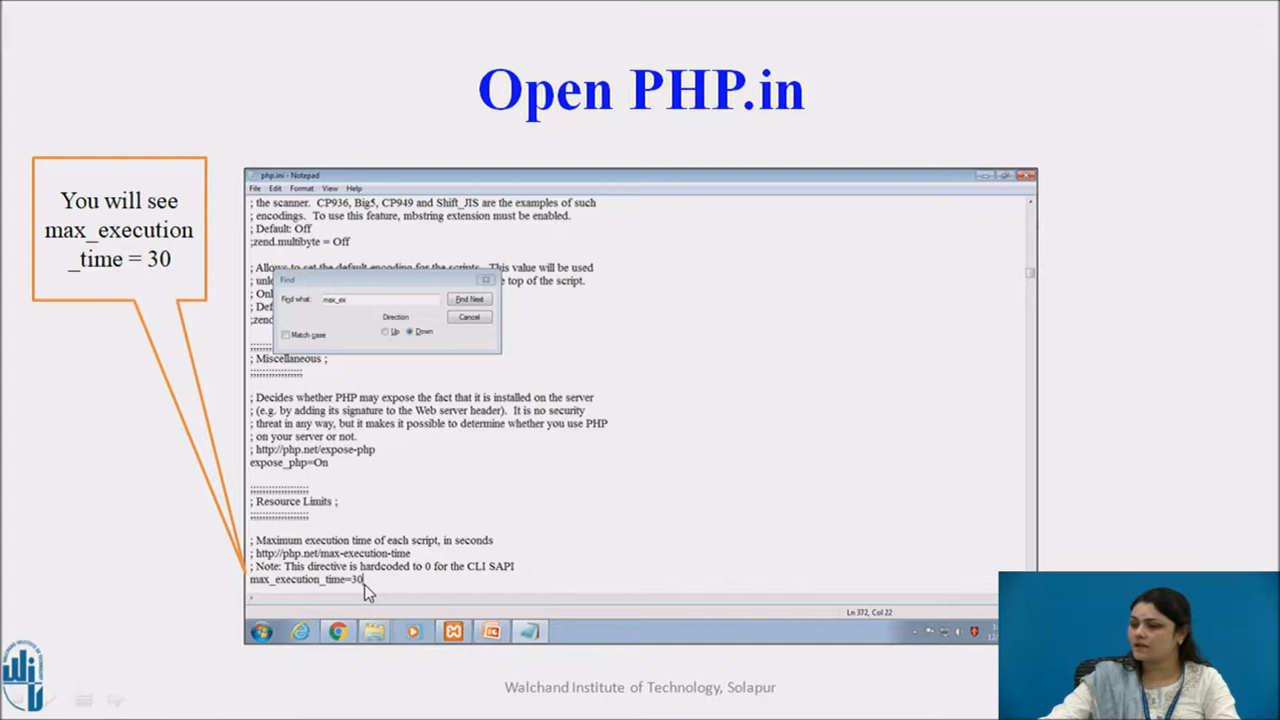 Open PHP.in
You will see
max_execution
_time = 30
php.ini - Notepad
File Edit Format View Help
; the scanner. CP936, Big5, CP949 and Shift_JIS are the examples of such
; encodings. To use this feature, mbstring extension must be enabled.
; Default: Off
;zend.multibyte = Off
; Allows to set the default encoding for the scripts. This value will be used
; unle
e top of the script.
; Onl
; Def
;zend
Find
Find what: max_ex Find Next
Direction Cancel
Match case Up Down
;;;;;;;;;;;;;;;;;
; Miscellaneous ;
;;;;;;;;;;;;;;;;;
; Decides whether PHP may expose the fact that it is installed on the server
; (e.g. by adding its signature to the Web server header). It is no security
; threat in any way, but it makes it possible to determine whether you use PHP
; on your server or not.
; http://php.net/expose-php
expose_php=On
;;;;;;;;;;;;;;;;;;;
; Resource Limits ;
;;;;;;;;;;;;;;;;;;;
; Maximum execution time of each script, in seconds
; http://php.net/max-execution-time
; Note: This directive is hardcoded to 0 for the CLI SAPI
max_execution_time=30
Ln 372, Col 22
Walchand Institute of Technology, Solapur